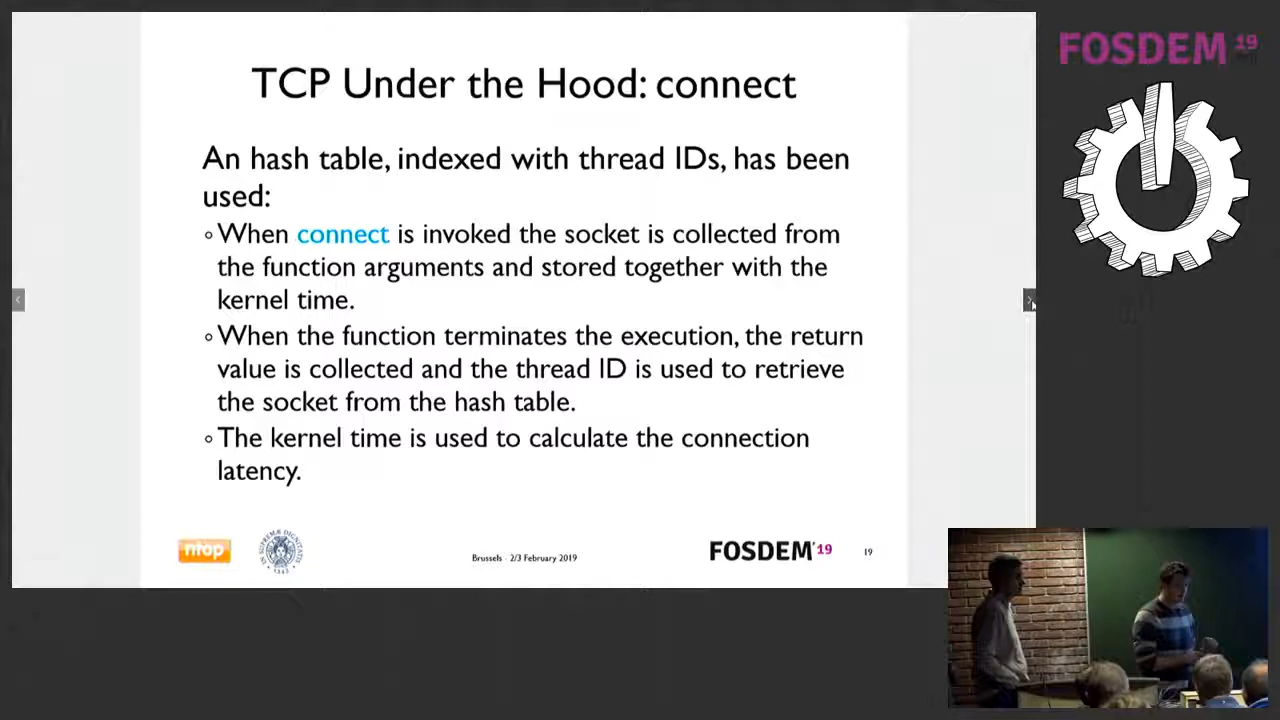 TCP Under the Hood: connect
An hash table, indexed with thread IDs, has been
used:
◦When connect is invoked the socket is collected from
the function arguments and stored together with the
kernel time.
◦When the function terminates the execution, the return
value is collected and the thread ID is used to retrieve
the socket from the hash table.
◦The kernel time is used to calculate the connection
latency.
ntop
Brussels - 2/3 February 2019
FOSDEM'19
19
FOSDEM 19